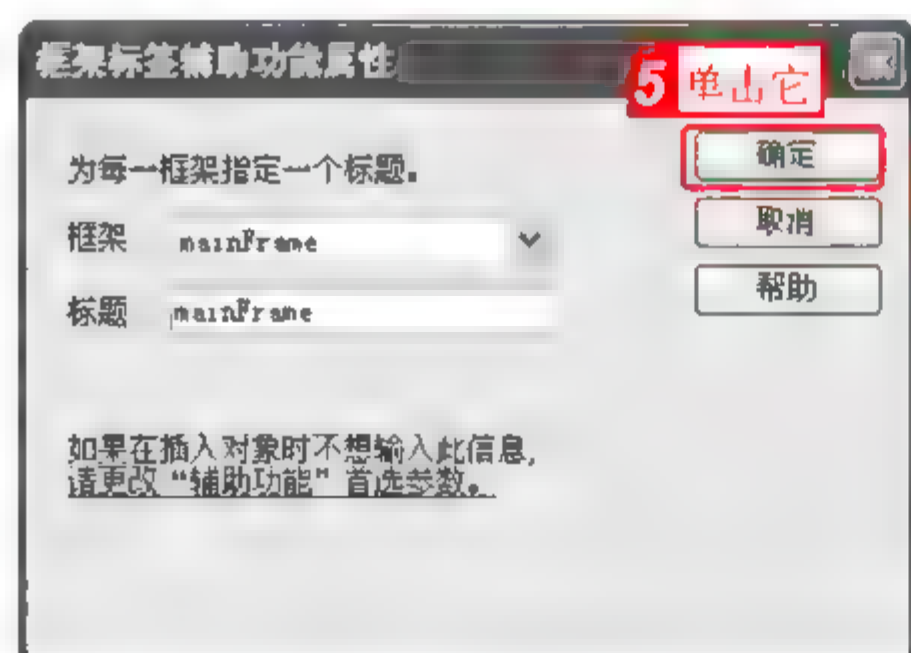 框架标签辅助功能属性
5 单山它
为每一框架指定一个标题。
确定
框架 mainFrame
取消
标题 mainFrame
帮助
如果在插入对象时不想输入此信息,
请更改“辅助功能”首选参数。